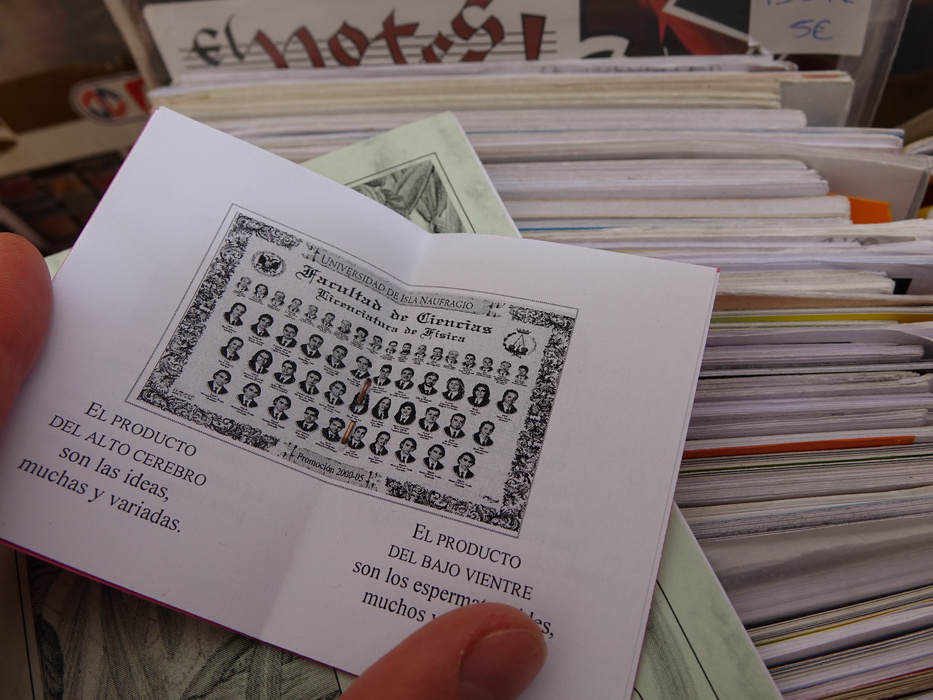 El NotoS!
5€
UNIVERSIDAD DE ISLA NAUFRAGIO
Facultad de Ciencias
Licenciatura de Física
Promoción 2000-05
EL PRODUCTO
DEL ALTO CEREBRO
son las ideas,
muchas y variadas.
EL PRODUCTO
DEL BAJO VIENTRE
son los
muchos